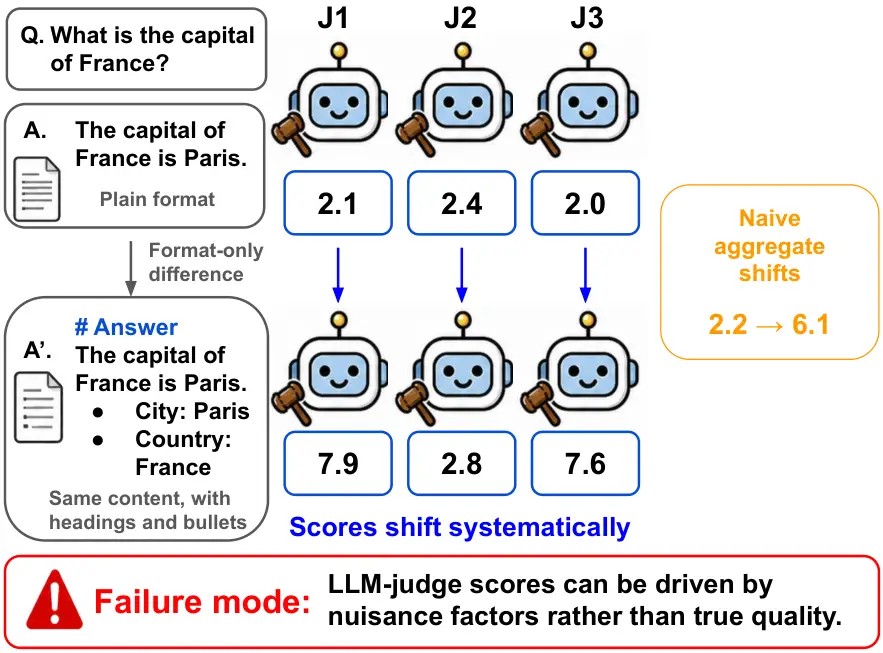 Q. What is the capital
of France?
A. The capital of
France is Paris.
Plain format
Format-only
difference
# Answer
A’. The capital of
France is Paris.
● City: Paris
● Country:
France
Same content, with
headings and bullets
J1 J2 J3
2.1 2.4 2.0
7.9 2.8 7.6
Scores shift systematically
Naive
aggregate
shifts
2.2 → 6.1
Failure mode: LLM-judge scores can be driven by
nuisance factors rather than true quality.